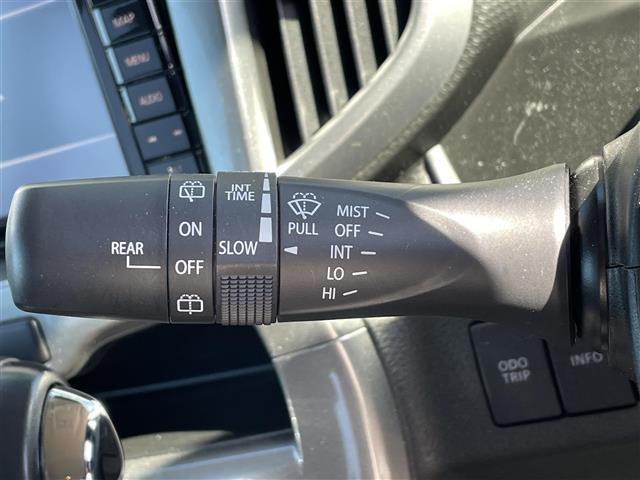 MAP
MENU
AUDIO
INT
TIME
SLOW
REAR
ON
OFF
PULL
MIST
OFF
INT
LO
HI
ODO
TRIP
INFO